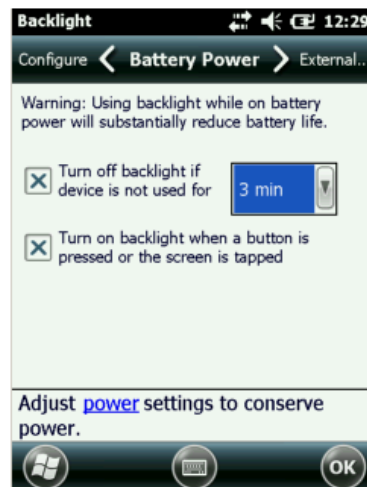 Backlight 12:29
Configure Battery Power External..
Warning: Using backlight while on battery
power will substantially reduce battery life.
Turn off backlight if
device is not used for
3 min
Turn on backlight when a button is
pressed or the screen is tapped
Adjust power settings to conserve
power.
OK